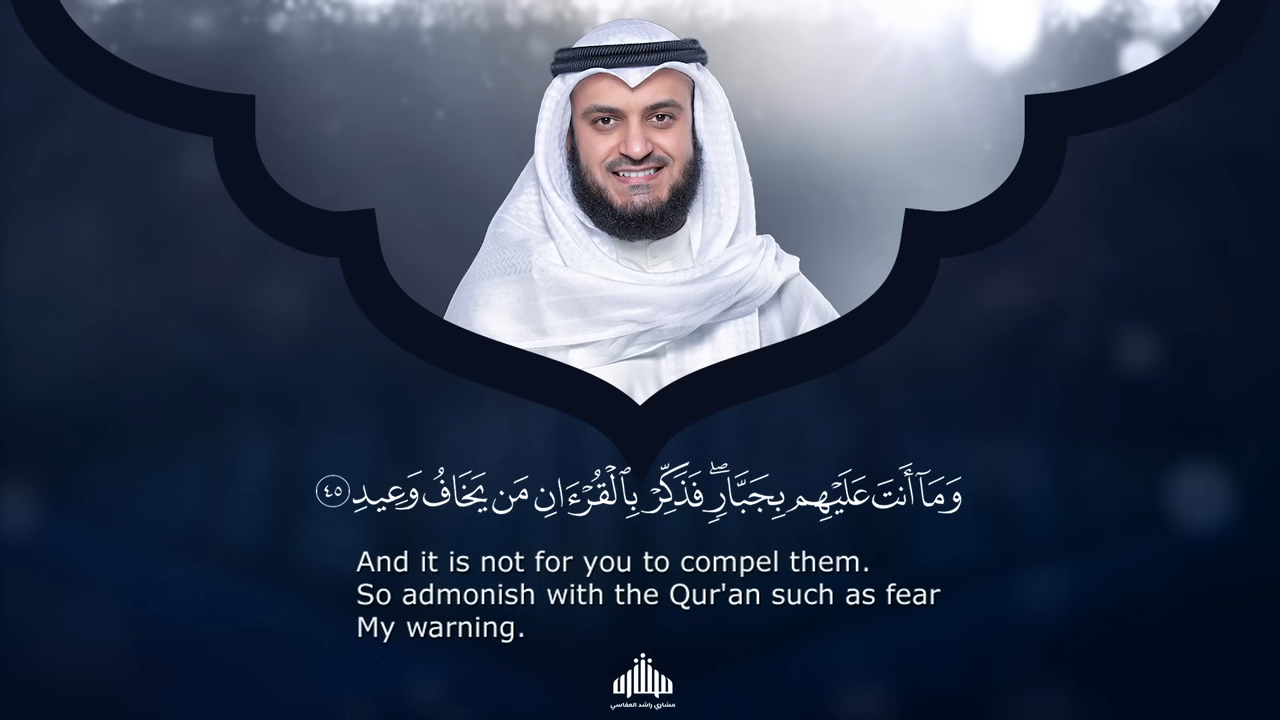 وَمَآ أَنتَ عَلَيْهِم بِجَبَّارٍۖ فَذَكِّرْ بِٱلْقُرْءَانِ مَن يَخَافُ وَعِيدِ ٤٥
And it is not for you to compel them.
So admonish with the Qur'an such as fear
My warning.
مشاري راشد العفاسي